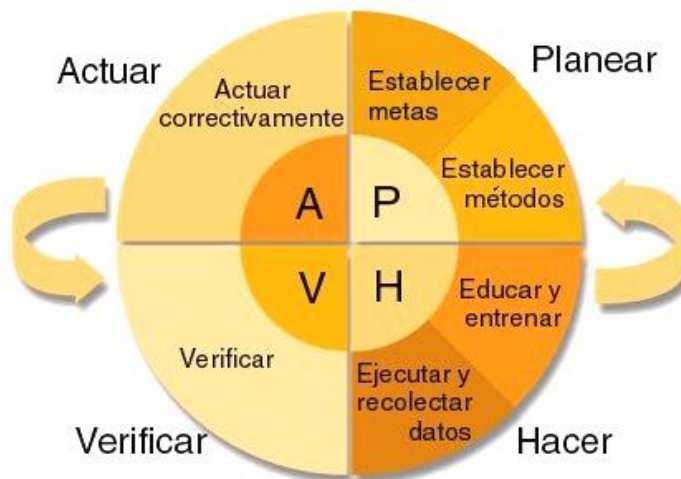 Actuar
Planear
Actuar
correctivamente
Establecer
metas
Establecer
métodos
A
P
V
H
Educar y
entrenar
Verificar
Ejecutar y
recolectar
datos
Verificar
Hacer